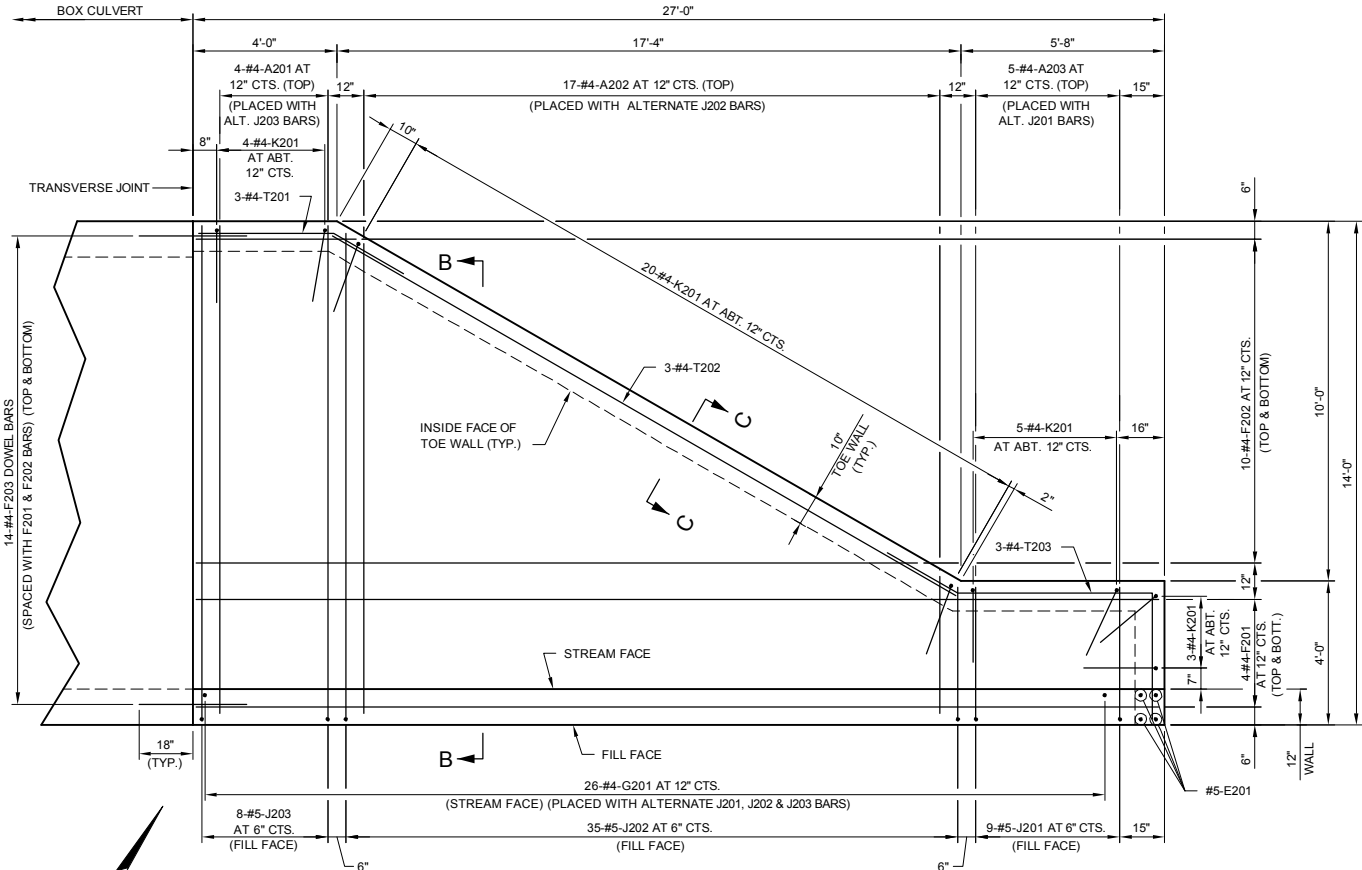 BOX CULVERT
27'-0"
4'-0"
17'-4"
5'-8"
4-#4-A201 AT
12" CTS. (TOP)
(PLACED WITH
ALT. J203 BARS)
12"
17-#4-A202 AT 12" CTS. (TOP)
(PLACED WITH ALTERNATE J202 BARS)
12"
5-#4-A203 AT
12" CTS. (TOP)
(PLACED WITH
ALT. J201 BARS)
15"
8"
4-#4-K201
AT ABT.
12" CTS.
10"
TRANSVERSE JOINT
3-#4-T201
6"
B
20-#4-K201 AT ABT. 12" CTS.
14-#4-F203 DOWEL BARS
(SPACED WITH F201 & F202 BARS) (TOP & BOTTOM)
3-#4-T202
10-#4-F202 AT 12" CTS.
(TOP & BOTTOM)
10'-0"
14'-0"
INSIDE FACE OF
TOE WALL (TYP.)
C
10"
TOE WALL
(TYP.)
5-#4-K201
AT ABT. 12" CTS.
16"
C
2"
3-#4-T203
12"
3-#4-K201
AT ABT.
12" CTS.
4-#4-F201
AT 12" CTS.
(TOP & BOTT.)
4'-0"
STREAM FACE
7"
18"
(TYP.)
B
FILL FACE
6"
12"
WALL
26-#4-G201 AT 12" CTS.
(STREAM FACE) (PLACED WITH ALTERNATE J201, J202 & J203 BARS)
#5-E201
8-#5-J203
AT 6" CTS.
(FILL FACE)
35-#5-J202 AT 6" CTS.
(FILL FACE)
9-#5-J201 AT 6" CTS.
(FILL FACE)
15"
6"
6"